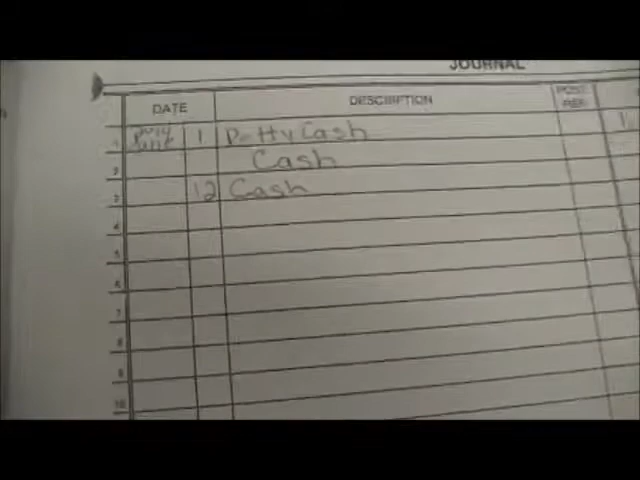 JOURNAL
DATE DESCRIPTION POST. REF.
1 1 Petty Cash 1
2 Cash
3 12 Cash
4
5
6
7
8
9
10